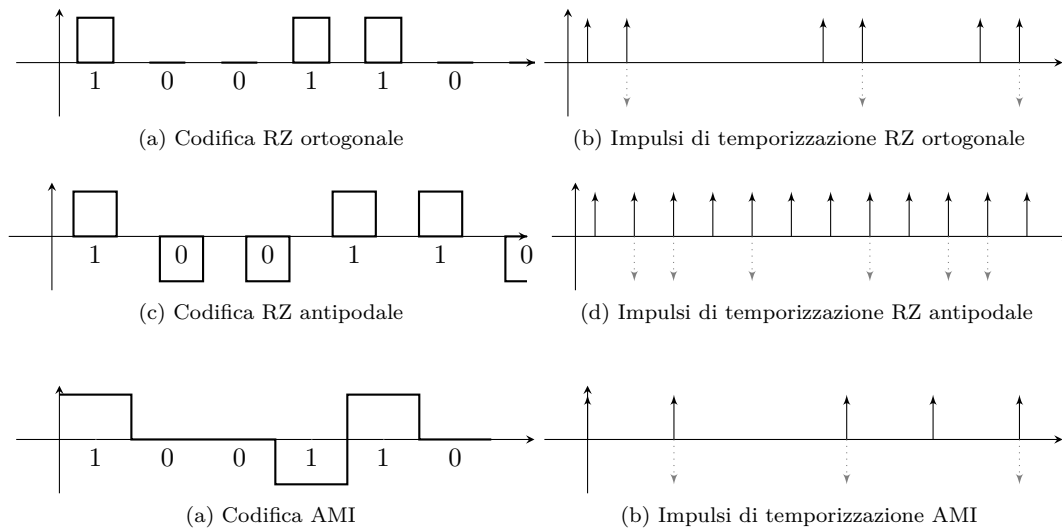 1 0 0 1 1 0
(a) Codifica RZ ortogonale
(b) Impulsi di temporizzazione RZ ortogonale
1 0 0 1 1 0
(c) Codifica RZ antipodale
(d) Impulsi di temporizzazione RZ antipodale
1 0 0 1 1 0
(a) Codifica AMI
(b) Impulsi di temporizzazione AMI